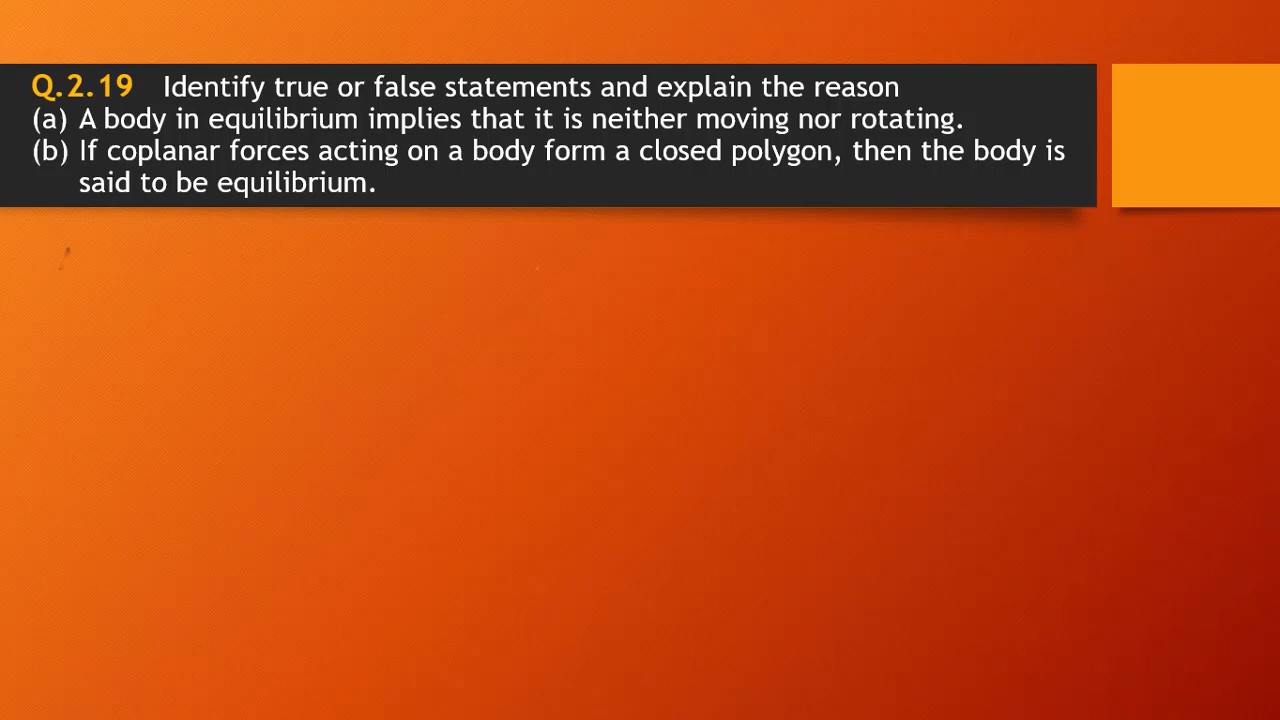 Q.2.19 Identify true or false statements and explain the reason
(a) A body in equilibrium implies that it is neither moving nor rotating.
(b) If coplanar forces acting on a body form a closed polygon, then the body is
said to be equilibrium.